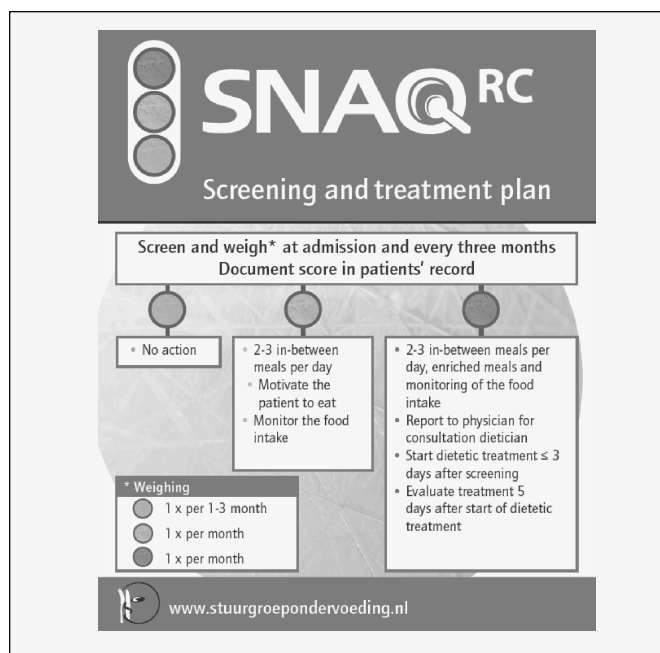 SNAQ RC
Screening and treatment plan
Screen and weigh* at admission and every three months
Document score in patients' record
• No action
• 2-3 in-between
meals per day
• Motivate the
patient to eat
• Monitor the food
intake
• 2-3 in-between meals per
day, enriched meals and
monitoring of the food
intake
• Report to physician for
consultation dietician
• Start dietetic treatment ≤ 3
days after screening
• Evaluate treatment 5
days after start of dietetic
treatment
* Weighing
1 x per 1-3 month
1 x per month
1 x per month
www.stuurgroepondervoeding.nl